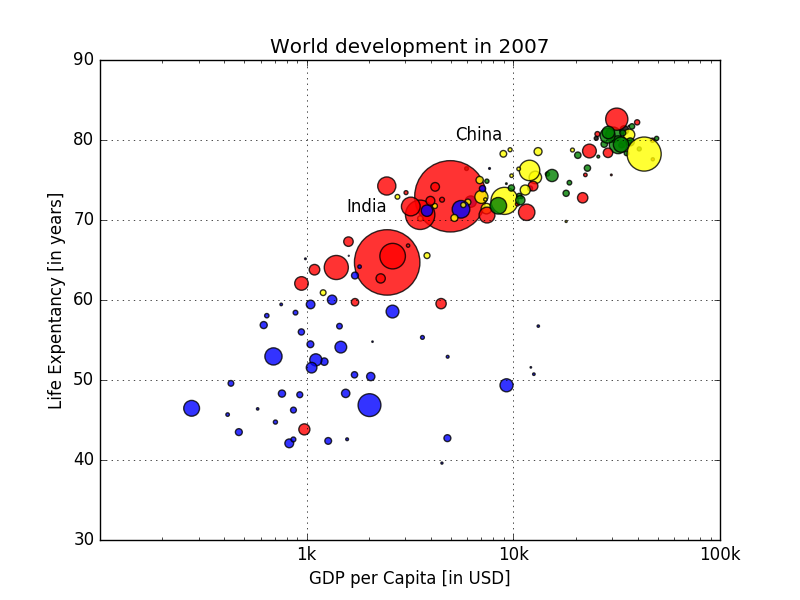 World development in 2007
90
80
70
60
50
40
30
China
India
1k
10k
100k
Life Expentancy [in years]
GDP per Capita [in USD]